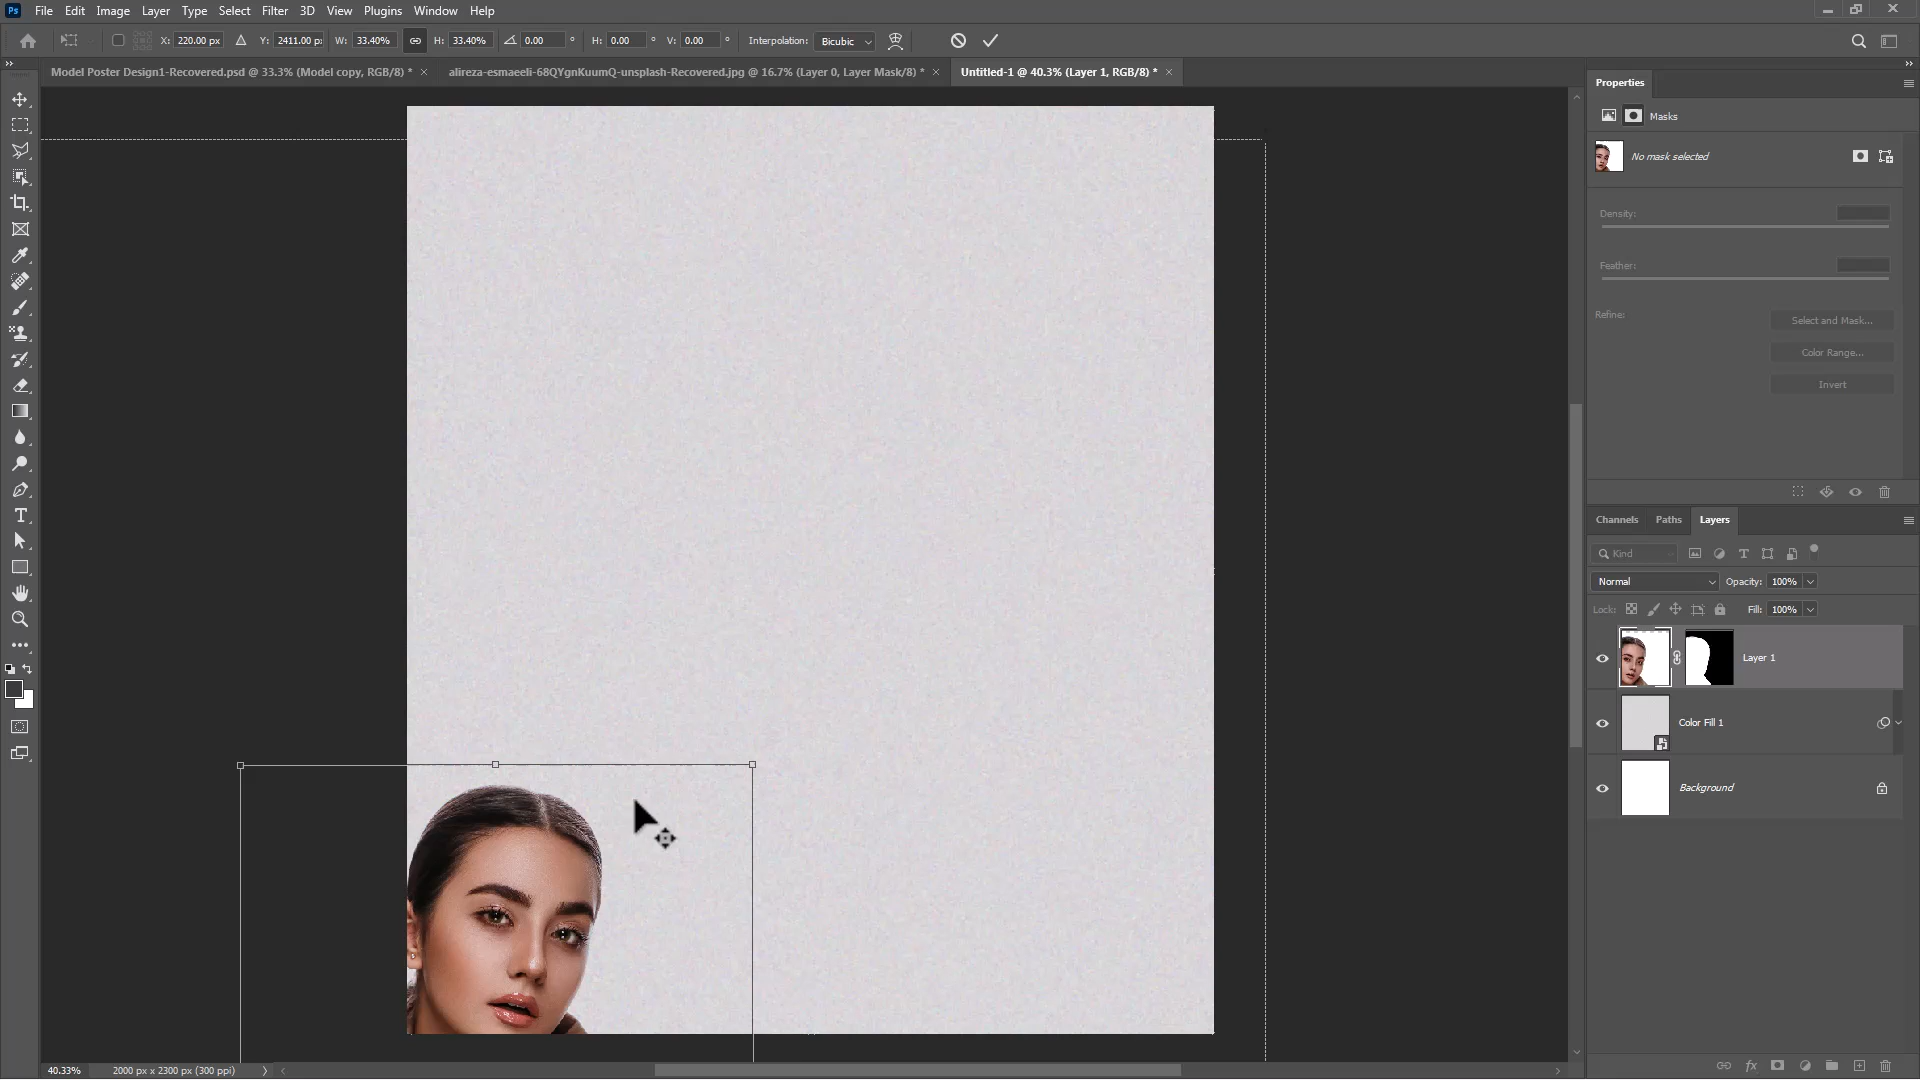 Ps File Edit Image Layer Type Select Filter 3D View Plugins Window Help
X: 220.00 px Y: 2411.00 p: W: 33.40% H: 33.40% 0.00 ° H: 0.00 ° V: 0.00 ° Interpolation: Bicubic
Model Poster Design1-Recovered.psd @ 33.3% (Model copy, RGB/8) * × alireza-esmaeeli-68QYgnKuumQ-unsplash-Recovered.jpg @ 16.7% (Layer 0, Layer Mask/8) * × Untitled-1 @ 40.3% (Layer 1, RGB/8) * ×
Properties
Masks
No mask selected
Density:
Feather:
Refine:
Select and Mask...
Color Range...
Invert
Channels Paths Layers
Kind
Normal Opacity: 100%
Lock: Fill: 100%
Layer 1
Color Fill 1
Background
fx
40.33% 2000 px x 2300 px (300 ppi)